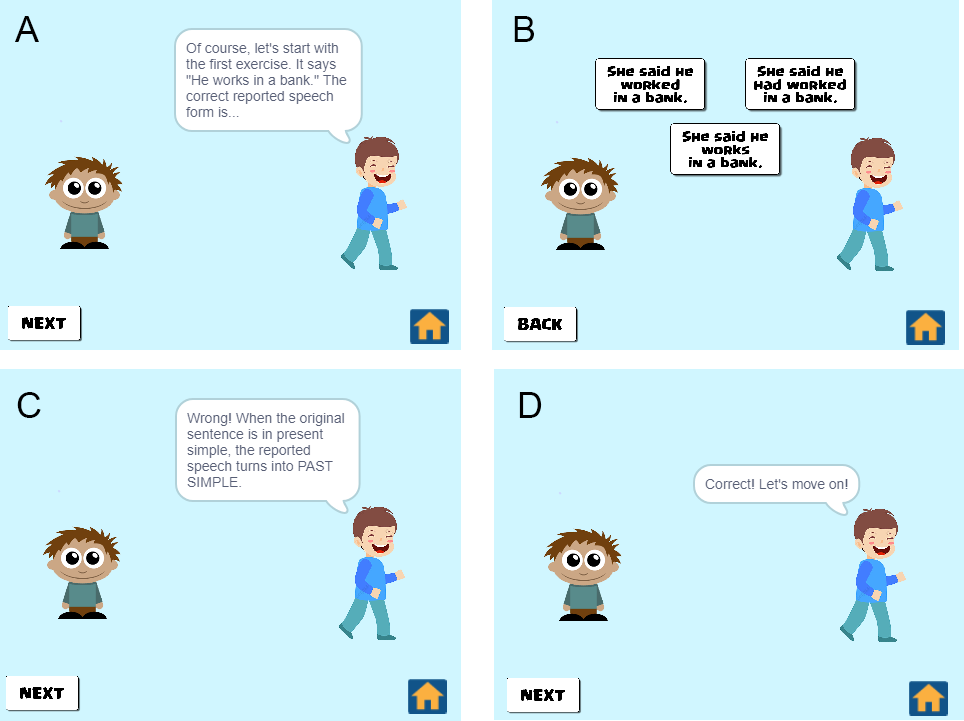 A
Of course, let's start with
the first exercise. It says
"He works in a bank." The
correct reported speech
form is...
NEXT
B
She said he
worked
in a bank.
She said he
had worked
in a bank.
She said he
works
in a bank.
BACK
C
Wrong! When the original
sentence is in present
simple, the reported
speech turns into PAST
SIMPLE.
NEXT
D
Correct! Let's move on!
NEXT